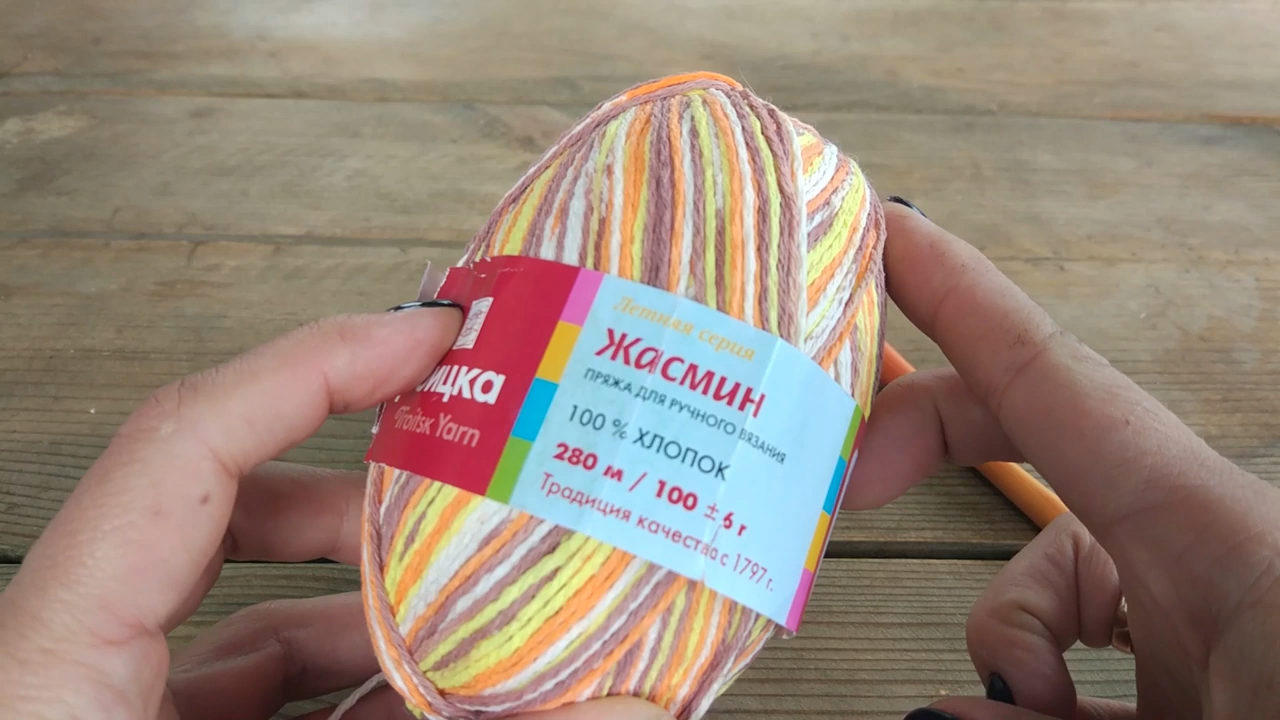 Troitsk Yarn
Летняя серия
Жасмин
ПРЯЖА ДЛЯ РУЧНОГО ВЯЗАНИЯ
100 % ХЛОПОК
280 м / 100 ± 6 г
Традиция качества с 1797 г.